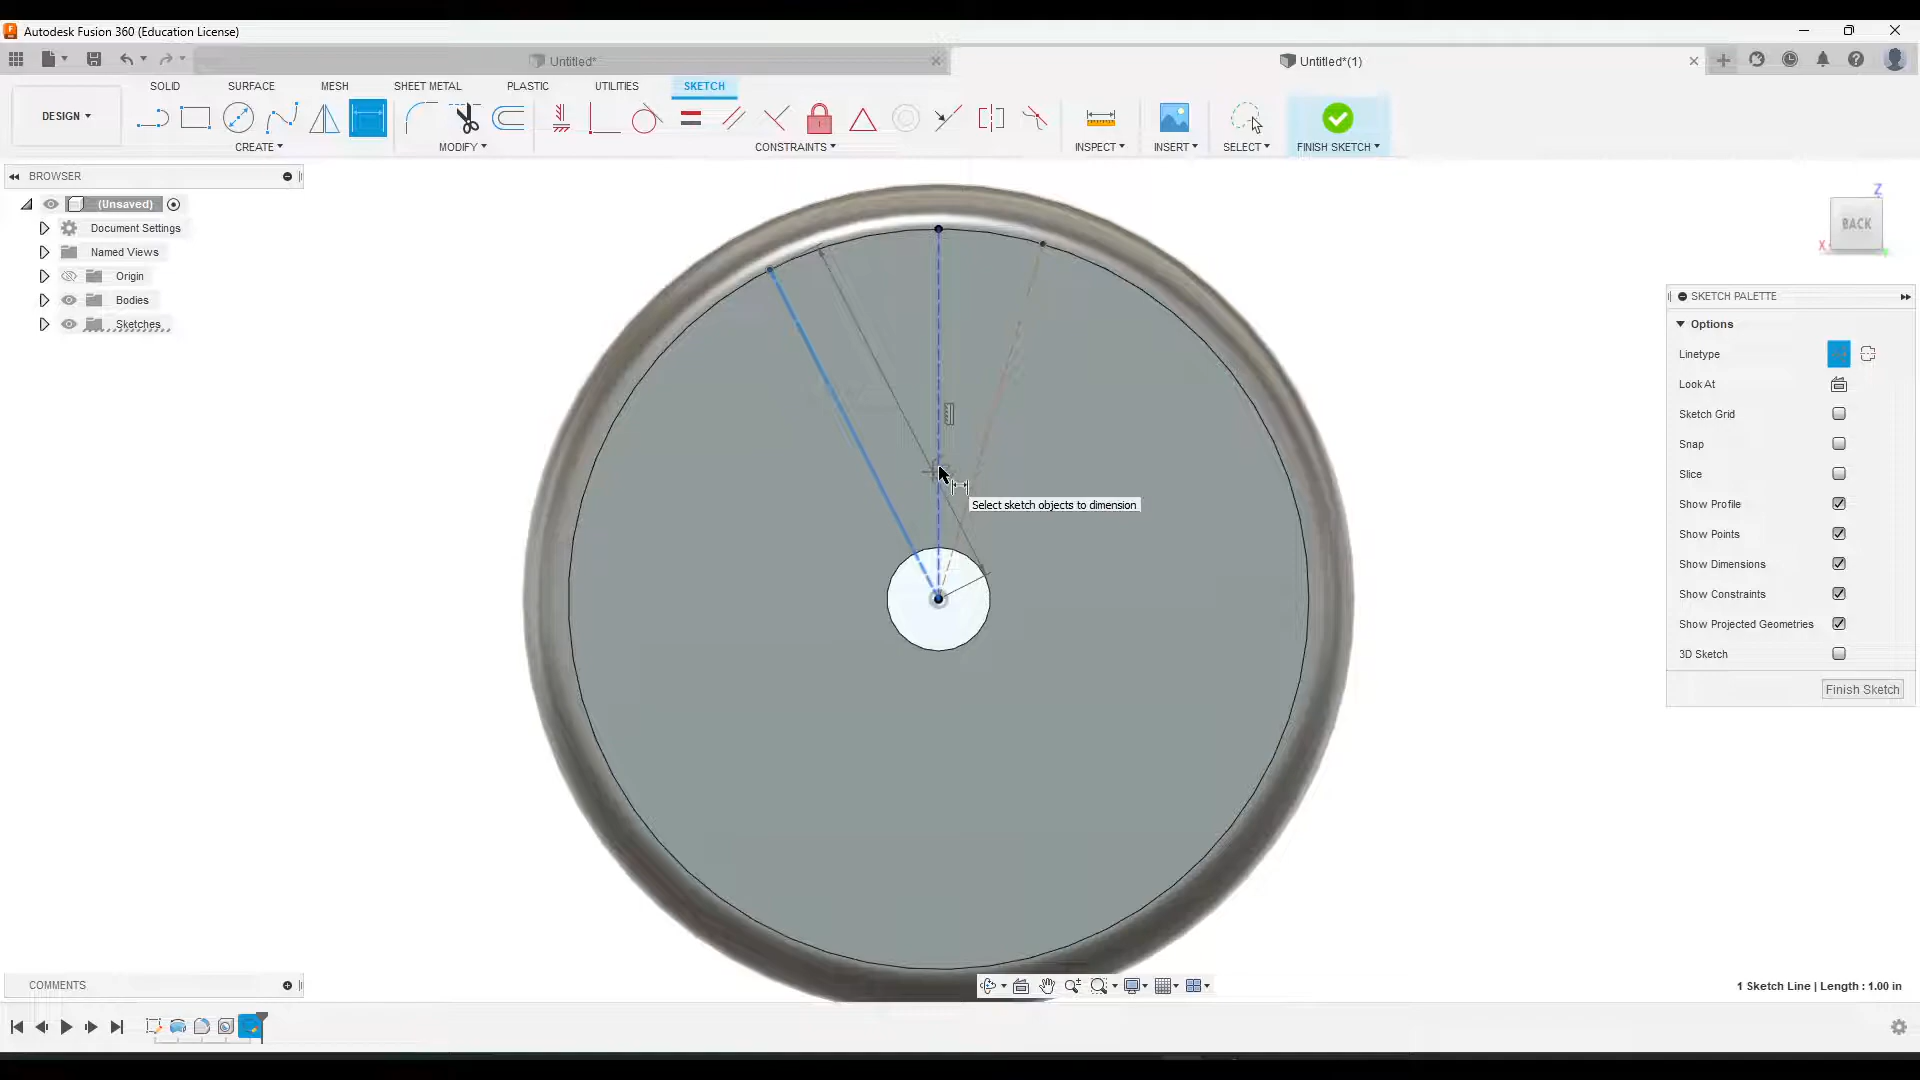 Autodesk Fusion 360 (Education License)
Untitled*
Untitled*(1)
SOLID SURFACE MESH SHEET METAL PLASTIC UTILITIES SKETCH
DESIGN
CREATE MODIFY CONSTRAINTS INSPECT INSERT SELECT FINISH SKETCH
BROWSER
(Unsaved)
Document Settings
Named Views
Origin
Bodies
Sketches
Z
BACK
X
SKETCH PALETTE
Options
Linetype
Look At
Sketch Grid
Snap
Slice
Show Profile
Show Points
Show Dimensions
Show Constraints
Show Projected Geometries
3D Sketch
Finish Sketch
Select sketch objects to dimension
COMMENTS
1 Sketch Line | Length : 1.00 in